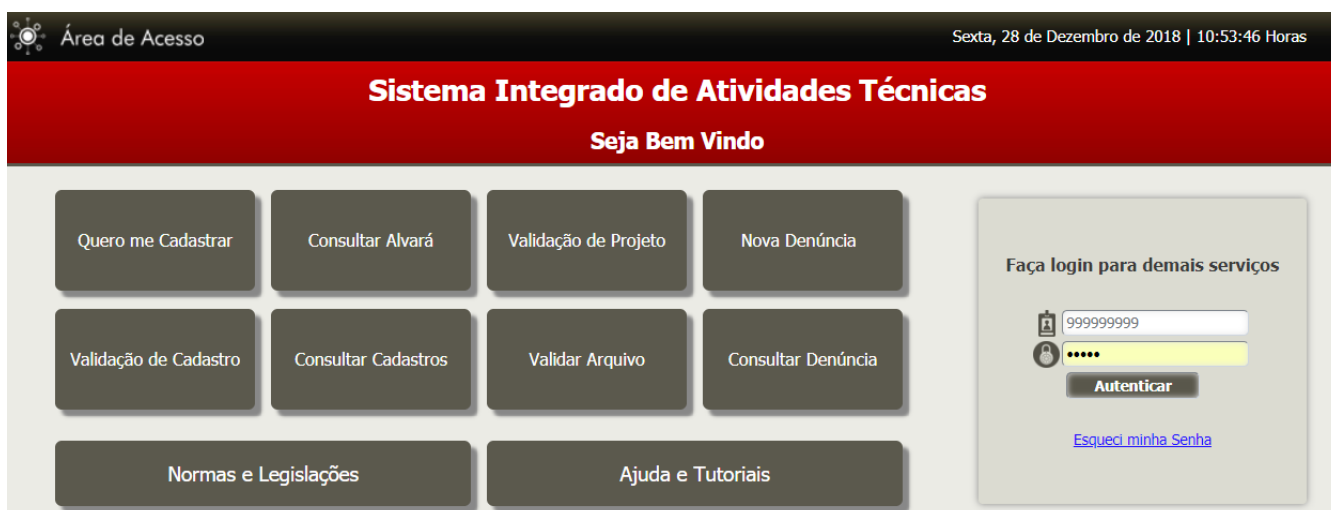 Área de Acesso
Sexta, 28 de Dezembro de 2018 | 10:53:46 Horas
Sistema Integrado de Atividades Técnicas
Seja Bem Vindo
Quero me Cadastrar
Consultar Alvará
Validação de Projeto
Nova Denúncia
Validação de Cadastro
Consultar Cadastros
Validar Arquivo
Consultar Denúncia
Normas e Legislações
Ajuda e Tutoriais
Faça login para demais serviços
999999999
•••••
Autenticar
Esqueci minha Senha